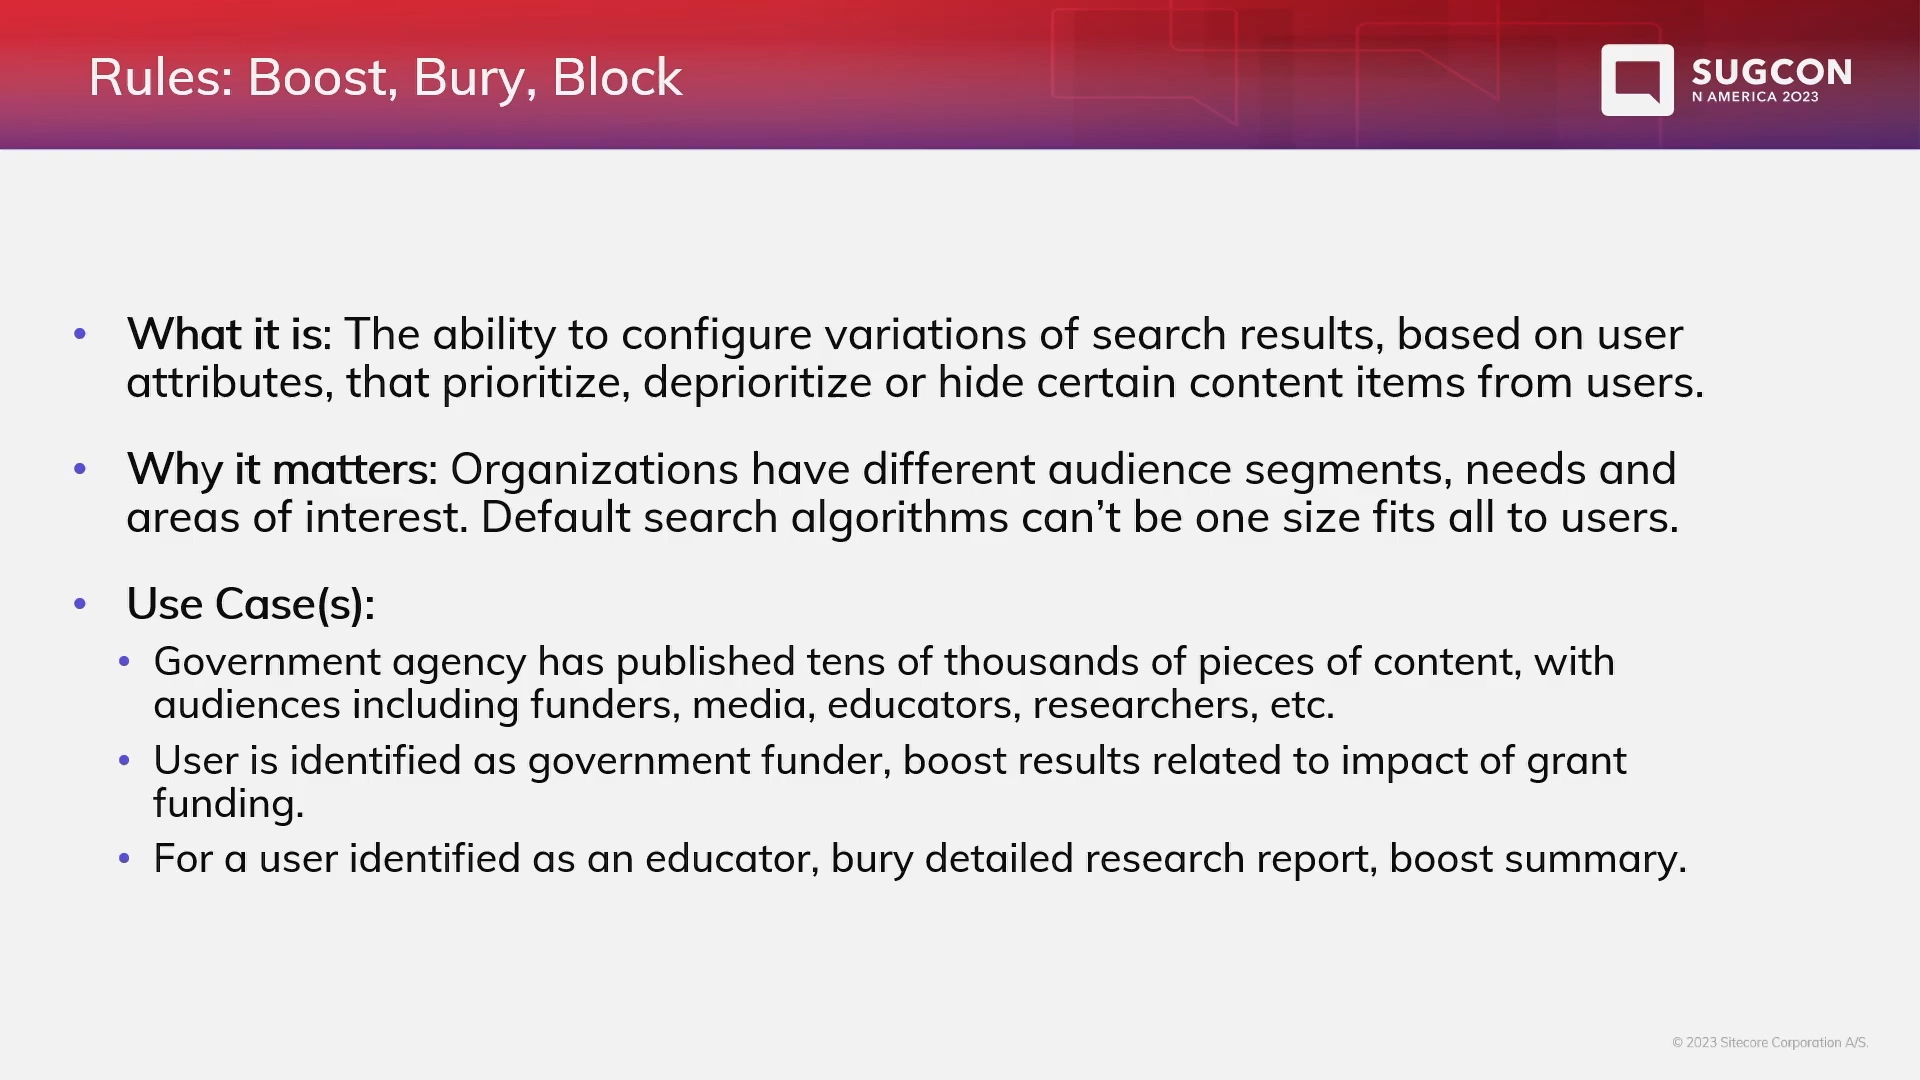 Rules: Boost, Bury, Block
SUGCON
N AMERICA 2023
• What it is: The ability to configure variations of search results, based on user
attributes, that prioritize, deprioritize or hide certain content items from users.
• Why it matters: Organizations have different audience segments, needs and
areas of interest. Default search algorithms can’t be one size fits all to users.
• Use Case(s):
• Government agency has published tens of thousands of pieces of content, with
audiences including funders, media, educators, researchers, etc.
• User is identified as government funder, boost results related to impact of grant
funding.
• For a user identified as an educator, bury detailed research report, boost summary.
© 2023 Sitecore Corporation A/S.